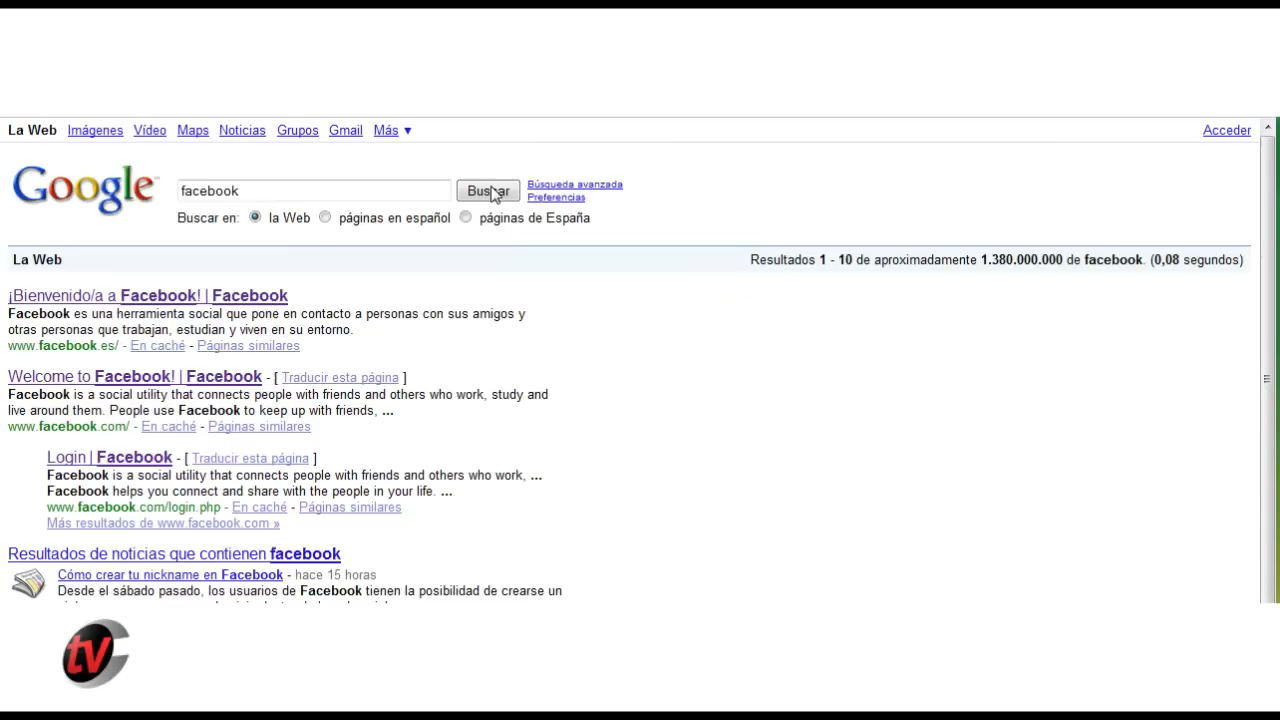 La Web Imágenes Vídeo Maps Noticias Grupos Gmail Más ▼ Acceder
Google™ facebook Buscar Búsqueda avanzada
Preferencias
Buscar en: la Web páginas en español páginas de España
La Web Resultados 1 - 10 de aproximadamente 1.380.000.000 de facebook. (0,08 segundos)
¡Bienvenido/a a Facebook! | Facebook
Facebook es una herramienta social que pone en contacto a personas con sus amigos y
otras personas que trabajan, estudian y viven en su entorno.
www.facebook.es/ - En caché - Páginas similares
Welcome to Facebook! | Facebook - [ Traducir esta página ]
Facebook is a social utility that connects people with friends and others who work, study and
live around them. People use Facebook to keep up with friends, ...
www.facebook.com/ - En caché - Páginas similares
Login | Facebook - [ Traducir esta página ]
Facebook is a social utility that connects people with friends and others who work, ...
Facebook helps you connect and share with the people in your life. ...
www.facebook.com/login.php - En caché - Páginas similares
Más resultados de www.facebook.com »
Resultados de noticias que contienen facebook
Cómo crear tu nickname en Facebook - hace 15 horas
Desde el sábado pasado, los usuarios de Facebook tienen la posibilidad de crearse un
tv